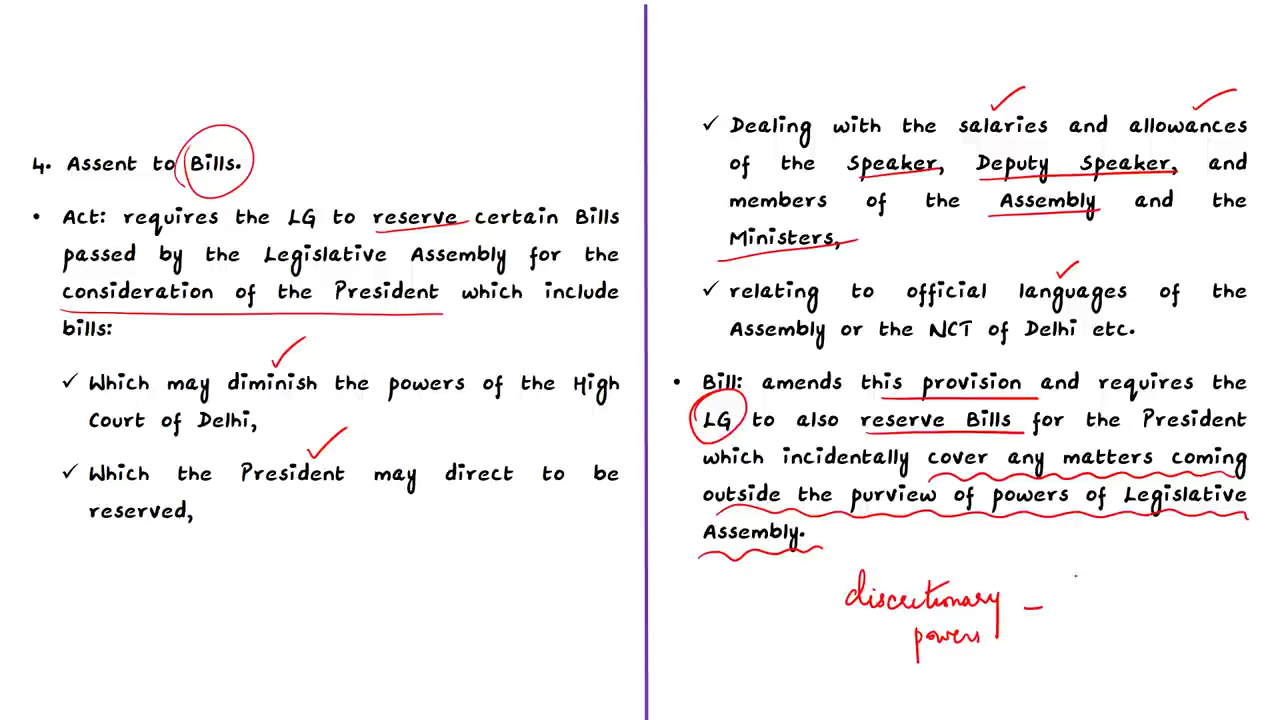 4. Assent to Bills.
• Act: requires the LG to reserve certain Bills
passed by the Legislative Assembly for the
consideration of the President which include
bills:
✓ Which may diminish the powers of the High
Court of Delhi,
✓ Which the President may direct to be
reserved,
✓ Dealing with the salaries and allowances
of the Speaker, Deputy Speaker, and
members of the Assembly and the
Ministers,
✓ relating to official languages of the
Assembly or the NCT of Delhi etc.
• Bill: amends this provision and requires the
LG to also reserve Bills for the President
which incidentally cover any matters coming
outside the purview of powers of Legislative
Assembly.
discretionary –
powers